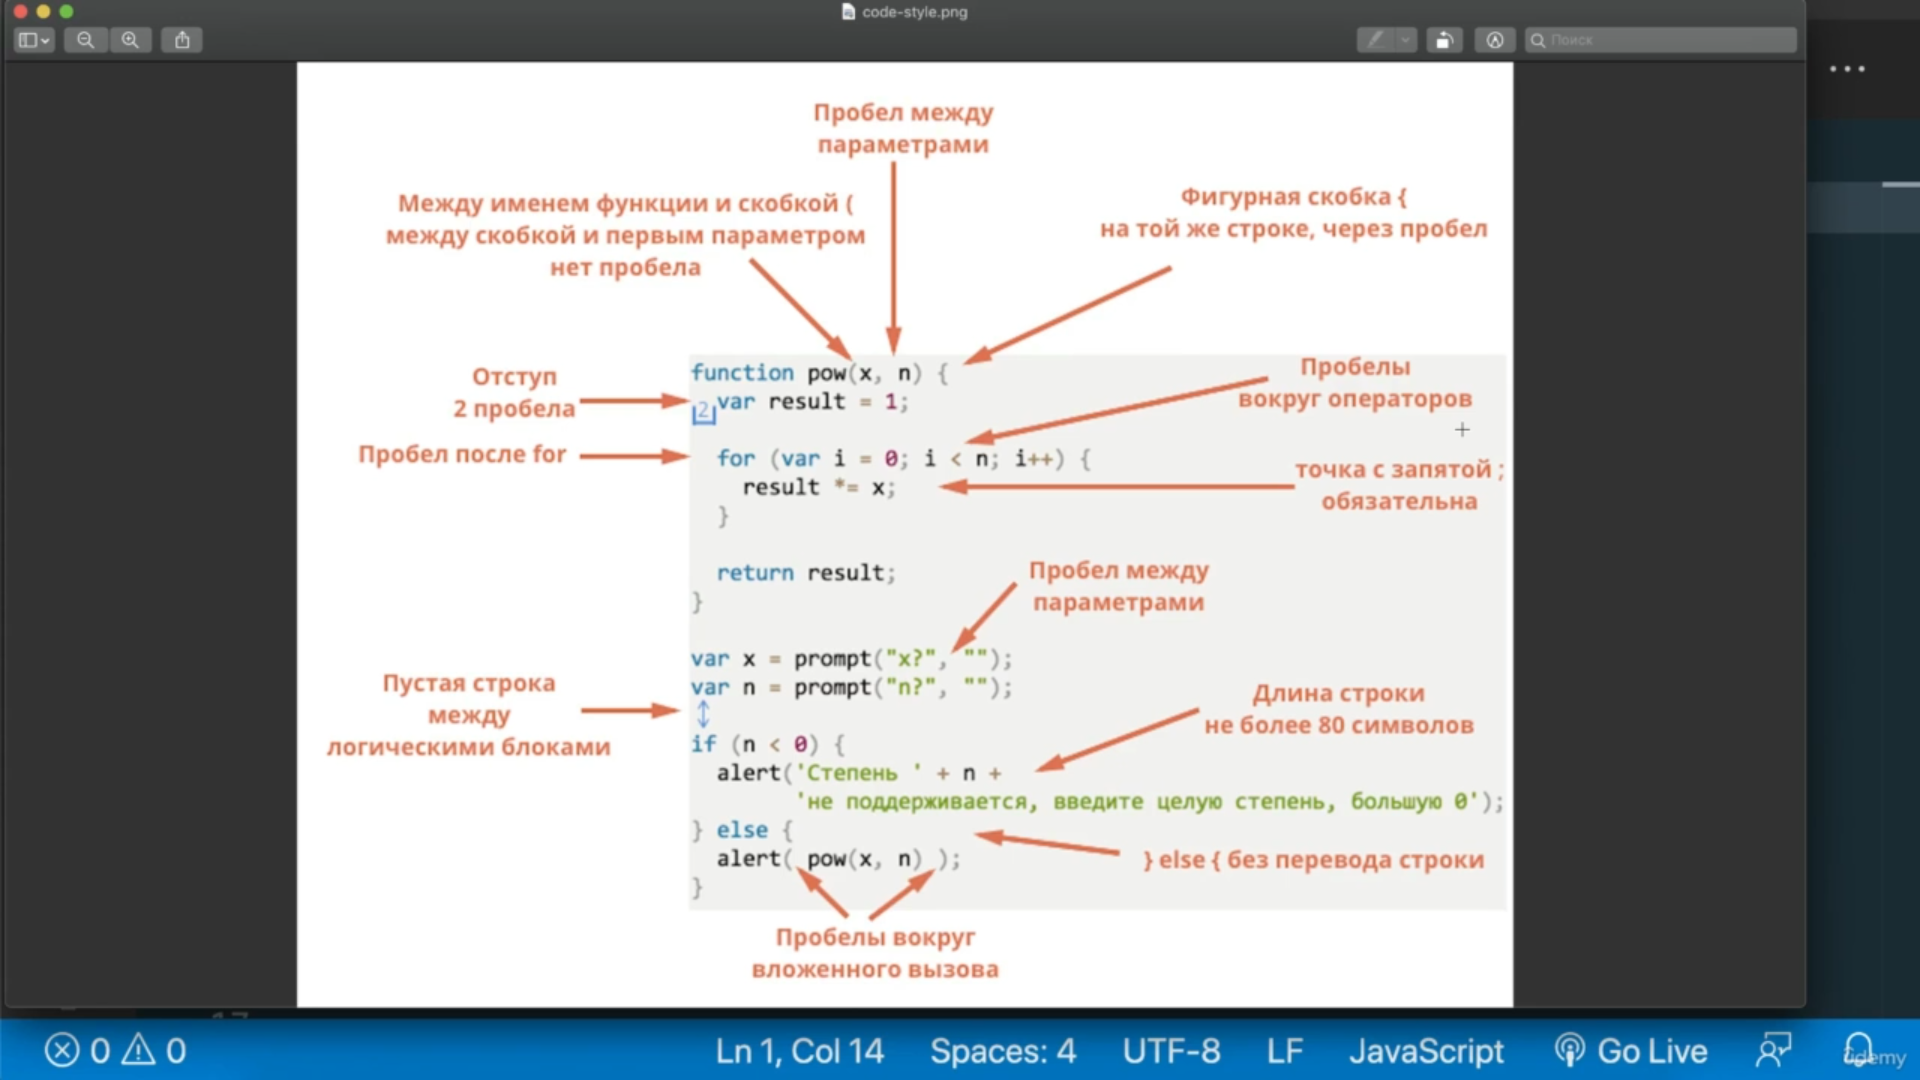 code-style.png
Поиск
Пробел между
параметрами
Между именем функции и скобкой (
между скобкой и первым параметром
нет пробела
Фигурная скобка {
на той же строке, через пробел
Отступ
2 пробела
Пробел после for
Пробелы
вокруг операторов
точка с запятой ;
обязательна
function pow(x, n) {
2 var result = 1;
for (var i = 0; i < n; i++) {
result *= x;
}
return result;
}
Пробел между
параметрами
var x = prompt("x?", "");
var n = prompt("n?", "");
Пустая строка
между
логическими блоками
Длина строки
не более 80 символов
if (n < 0) {
alert('Степень ' + n +
'не поддерживается, введите целую степень, большую 0');
} else {
alert( pow(x, n) );
}
} else { без перевода строки
Пробелы вокруг
вложенного вызова
0 0
Ln 1, Col 14
Spaces: 4
UTF-8
LF
JavaScript
Go Live
ûdemy